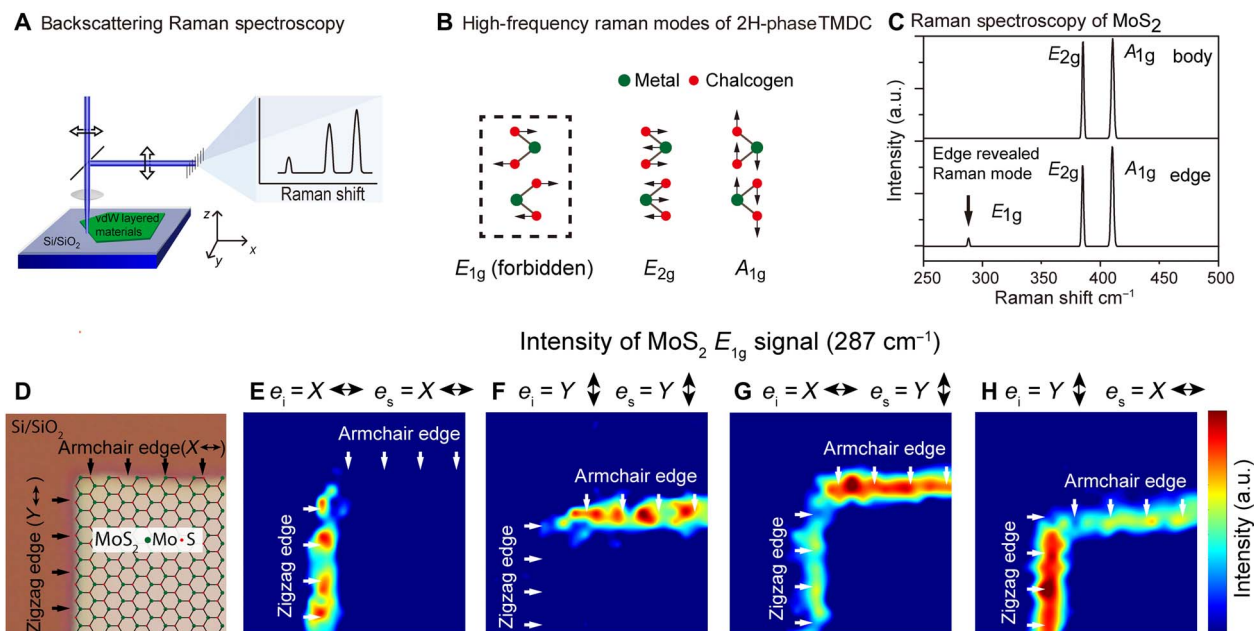 A Backscattering Raman spectroscopy
Raman shift
vdW layered
materials
Si/SiO2
z
x
y
B High-frequency raman modes of 2H-phase TMDC
Metal Chalcogen
E1g (forbidden) E2g A1g
C Raman spectroscopy of MoS2
Intensity (a.u.)
E2g A1g body
Edge revealed
Raman mode
E2g A1g edge
E1g
250 300 350 400 450 500
Raman shift cm−1
Intensity of MoS2 E1g signal (287 cm−1)
D
Si/SiO2
Armchair edge(X↔)
Zigzag edge (Y↔)
MoS2 •Mo •S
E ei = X ↔ es = X ↔
Armchair edge
Zigzag edge
F ei = Y ↕ es = Y ↕
Armchair edge
Zigzag edge
G ei = X ↔ es = Y ↕
Armchair edge
Zigzag edge
H ei = Y ↕ es = X ↔
Armchair edge
Zigzag edge
Intensity (a.u.)